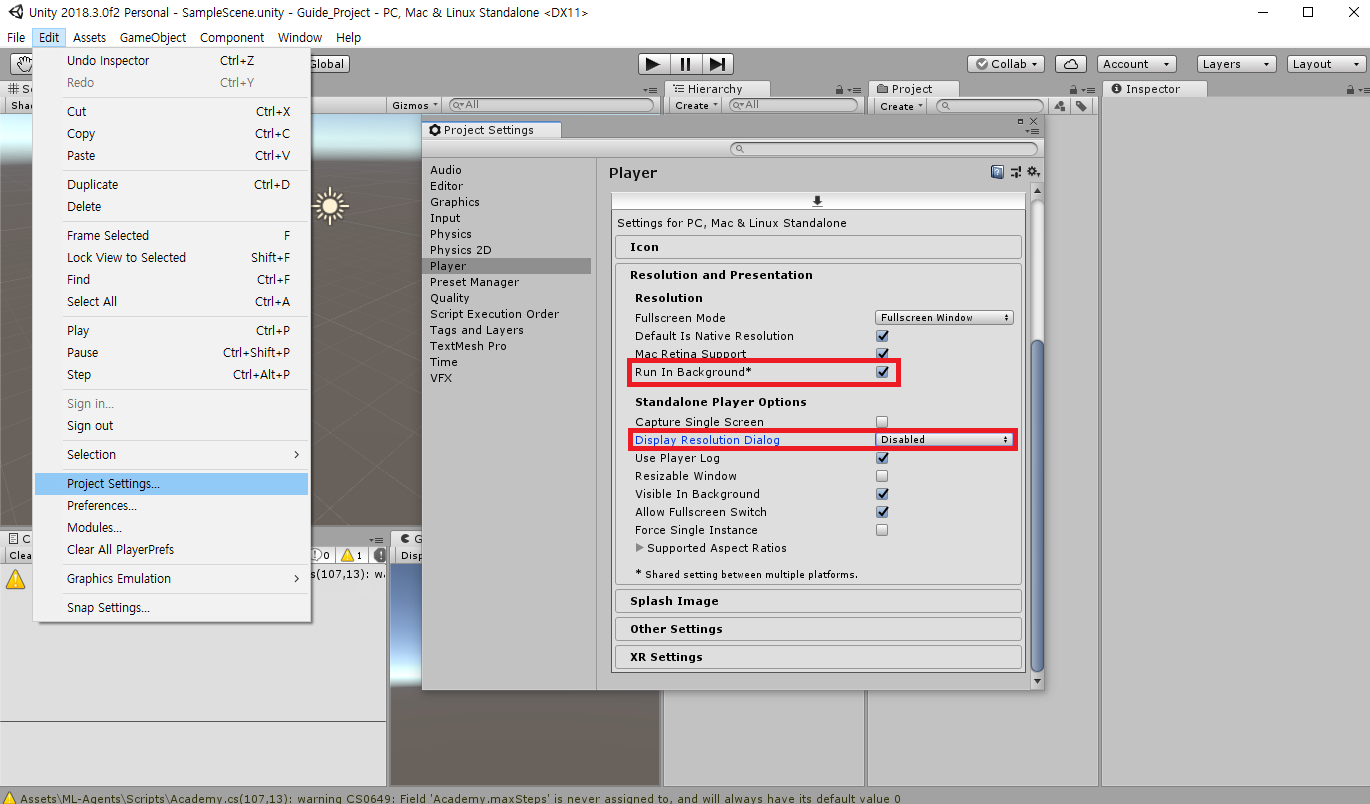 Unity 2018.3.0f2 Personal - SampleScene.unity - Guide_Project - PC, Mac & Linux Standalone <DX11>
File Edit Assets GameObject Component Window Help
Global
Collab
Account
Layers
Layout
Undo Inspector Ctrl+Z
Redo Ctrl+Y
Cut Ctrl+X
Copy Ctrl+C
Paste Ctrl+V
Duplicate Ctrl+D
Delete
Frame Selected F
Lock View to Selected Shift+F
Find Ctrl+F
Select All Ctrl+A
Play Ctrl+P
Pause Ctrl+Shift+P
Step Ctrl+Alt+P
Sign in...
Sign out
Selection
Project Settings...
Preferences...
Modules...
Clear All PlayerPrefs
Graphics Emulation
Snap Settings...
Gizmos All
Hierarchy
Create All
Project
Create
Inspector
Project Settings
Audio
Editor
Graphics
Input
Physics
Physics 2D
Player
Preset Manager
Quality
Script Execution Order
Tags and Layers
TextMesh Pro
Time
VFX
Player
Settings for PC, Mac & Linux Standalone
Icon
Resolution and Presentation
Resolution
Fullscreen Mode Fullscreen Window
Default Is Native Resolution
Mac Retina Support
Run In Background*
Standalone Player Options
Capture Single Screen
Display Resolution Dialog Disabled
Use Player Log
Resizable Window
Visible In Background
Allow Fullscreen Switch
Force Single Instance
Supported Aspect Ratios
* Shared setting between multiple platforms.
Splash Image
Other Settings
XR Settings
0 1
s(107,13): wa
Assets\ML-Agents\Scripts\Academy.cs(107,13): warning CS0649: Field 'Academy.maxSteps' is never assigned to, and will always have its default value 0